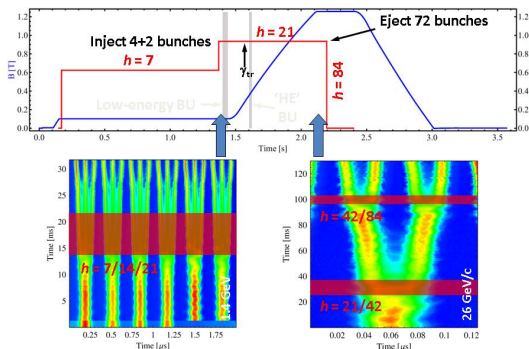 Inject 4+2 bunches
h = 21
Eject 72 bunches
h = 7
γtr
h = 84
Low-energy BU
'HE'
BU
B [T]
1.2
1.0
0.8
0.6
0.4
0.2
0.0
1.2
1.0
0.8
0.6
0.4
0.2
0.0
0.0 0.5 1.0 1.5 2.0 2.5 3.0 3.5
Time [s]
Time [ms]
30
25
20
15
10
5
h = 7/14/21
1.4 GeV
0.25 0.5 0.75 1 1.25 1.5 1.75
Time [μs]
Time [ms]
120
100
80
60
40
20
0
h = 42/84
h = 21/42
26 GeV/c
0.02 0.04 0.06 0.08 0.1 0.12
Time [μs]